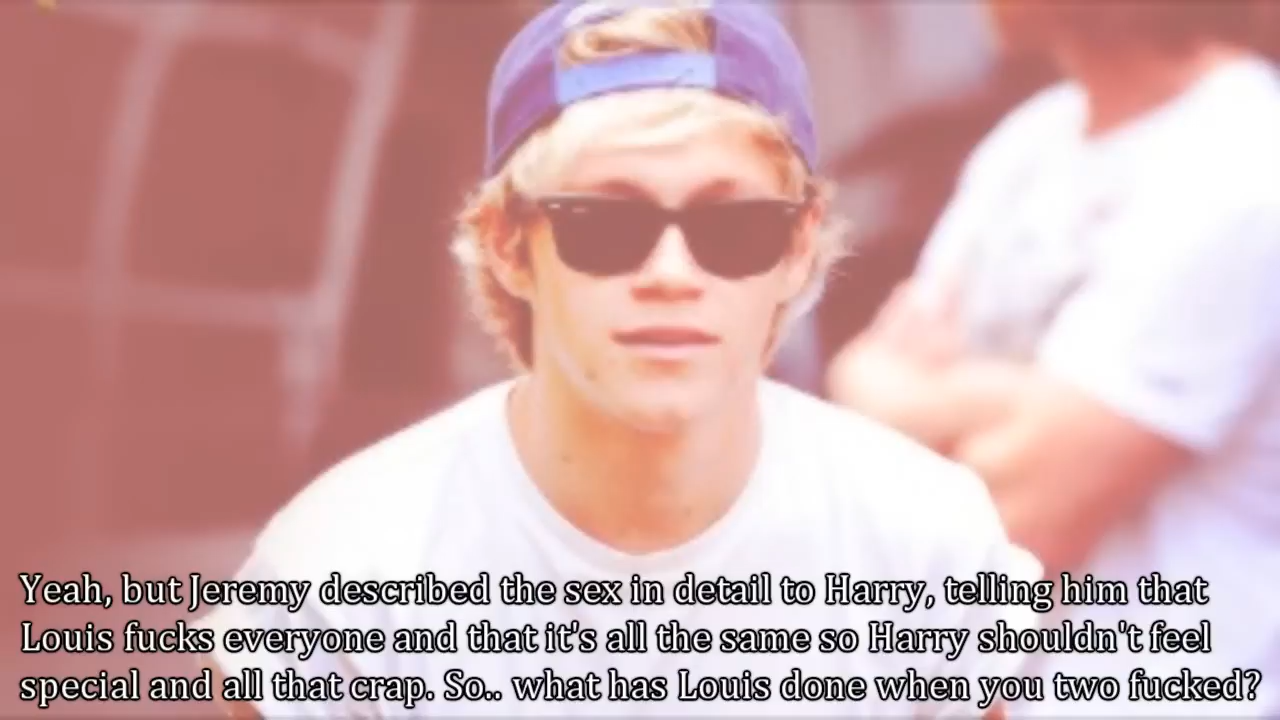 Yeah, but Jeremy described the sex in detail to Harry, telling him that
Louis fucks everyone and that it's all the same so Harry shouldn't feel
special and all that crap. So.. what has Louis done when you two fucked?